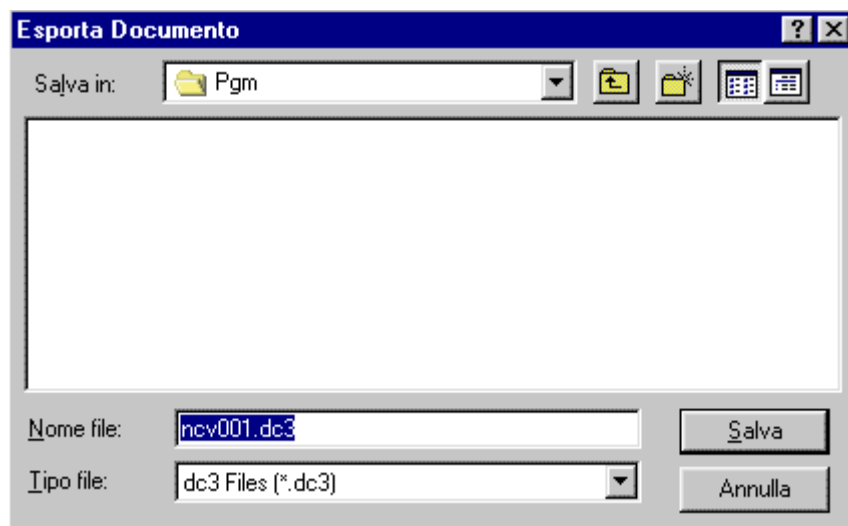 Esporta Documento
Salva in: Pgm
Nome file: ncv001.dc3
Salva
Tipo file: dc3 Files (*.dc3)
Annulla